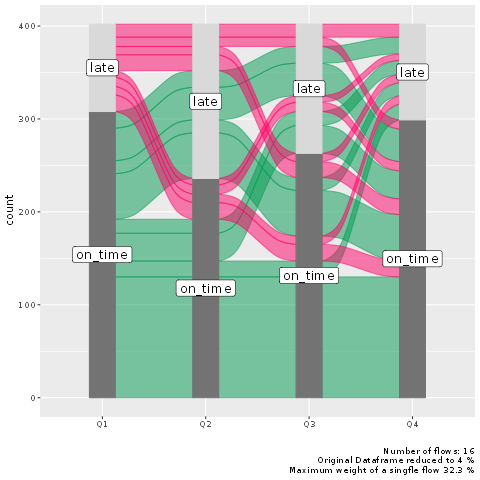 400
300
200
100
0
count
late
late
late
late
on_time
on_time
on_time
on_time
Q1
Q2
Q3
Q4
Number of flows: 16
Original Dataframe reduced to 4 %
Maximum weight of a singfle flow 32.3 %